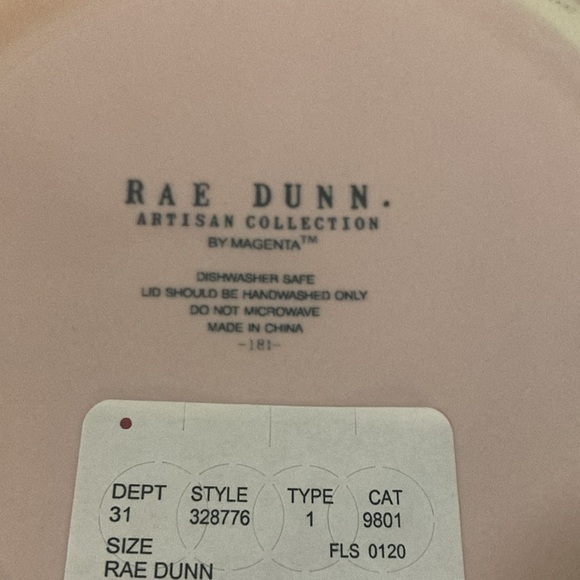 RAE DUNN.
ARTISAN COLLECTION
BY MAGENTA™
DISHWASHER SAFE
LID SHOULD BE HANDWASHED ONLY
DO NOT MICROWAVE
MADE IN CHINA
-181-
DEPT STYLE TYPE CAT
31 328776 1 9801
SIZE FLS 0120
RAE DUNN